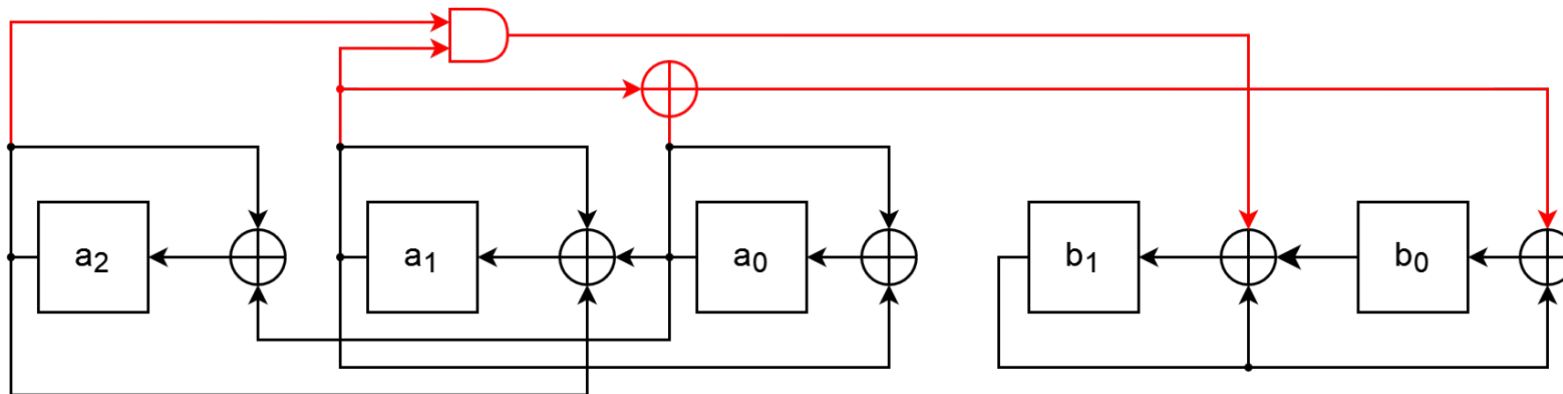 a₂ a₁ a₀ b₁ b₀